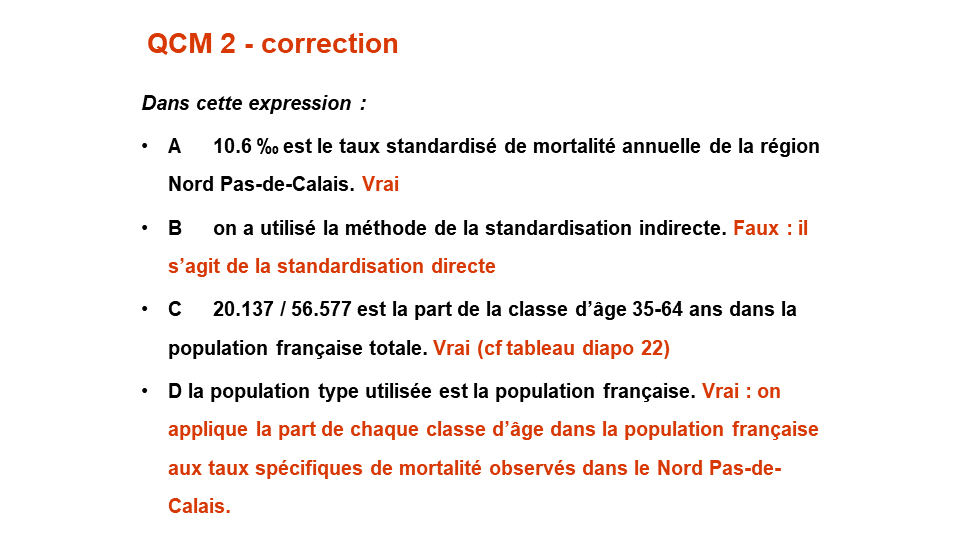 QCM 2 - correction
Dans cette expression :
• A 10.6 ‰ est le taux standardisé de mortalité annuelle de la région
Nord Pas-de-Calais. Vrai
• B on a utilisé la méthode de la standardisation indirecte. Faux : il
s’agit de la standardisation directe
• C 20.137 / 56.577 est la part de la classe d’âge 35-64 ans dans la
population française totale. Vrai (cf tableau diapo 22)
• D la population type utilisée est la population française. Vrai : on
applique la part de chaque classe d’âge dans la population française
aux taux spécifiques de mortalité observés dans le Nord Pas-de-
Calais.